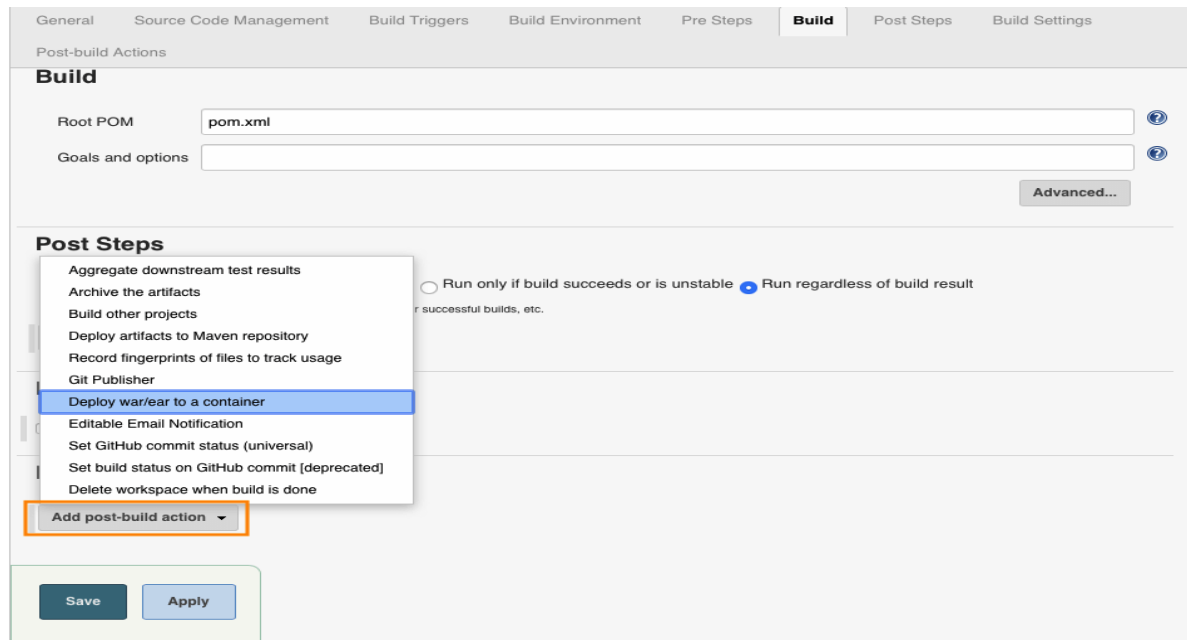 General Source Code Management Build Triggers Build Environment Pre Steps Build Post Steps Build Settings
Post-build Actions
Build
Root POM pom.xml
Goals and options
Advanced...
Post Steps
Aggregate downstream test results
Run only if build succeeds or is unstable Run regardless of build result
Archive the artifacts
r successful builds, etc.
Build other projects
Deploy artifacts to Maven repository
Record fingerprints of files to track usage
Git Publisher
Deploy war/ear to a container
Editable Email Notification
Set GitHub commit status (universal)
Set build status on GitHub commit [deprecated]
Delete workspace when build is done
Add post-build action
Save Apply